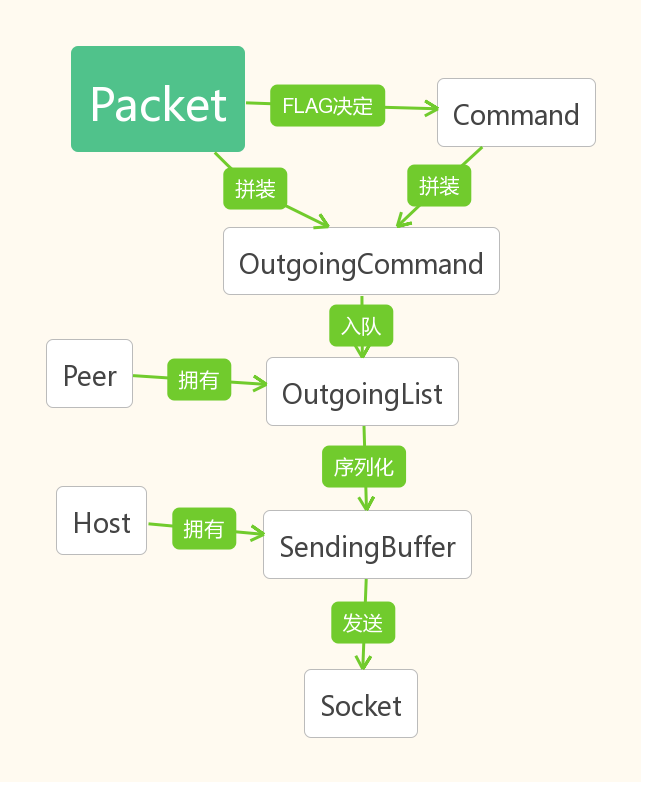 Packet
FLAG决定
Command
拼装
拼装
OutgoingCommand
入队
Peer
拥有
OutgoingList
序列化
Host
拥有
SendingBuffer
发送
Socket